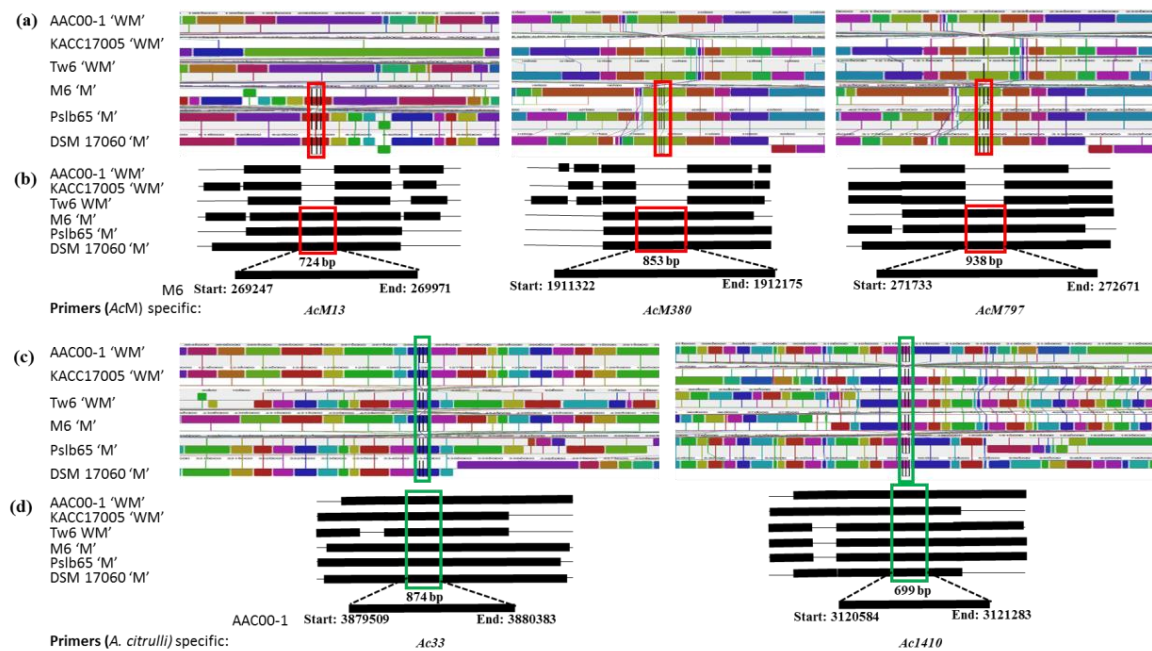 (a)
AAC00-1 ‘WM’
KACC17005 ‘WM’
Tw6 ‘WM’
M6 ‘M’
Pslb65 ‘M’
DSM 17060 ‘M’
(b)
AAC00-1 ‘WM’
KACC17005 ‘WM’
Tw6 WM’
M6 ‘M’
Pslb65 ‘M’
DSM 17060 ‘M’
724 bp
853 bp
938 bp
M6
Start: 269247
End: 269971
Start: 1911322
End: 1912175
Start: 271733
End: 272671
Primers (AcM) specific:
AcM13
AcM380
AcM797
(c)
AAC00-1 ‘WM’
KACC17005 ‘WM’
Tw6 ‘WM’
M6 ‘M’
Pslb65 ‘M’
DSM 17060 ‘M’
(d)
AAC00-1 ‘WM’
KACC17005 ‘WM’
Tw6 WM’
M6 ‘M’
Pslb65 ‘M’
DSM 17060 ‘M’
874 bp
699 bp
AAC00-1
Start: 3879509
End: 3880383
Start: 3120584
End: 3121283
Primers (A. citrulli) specific:
Ac33
Ac1410